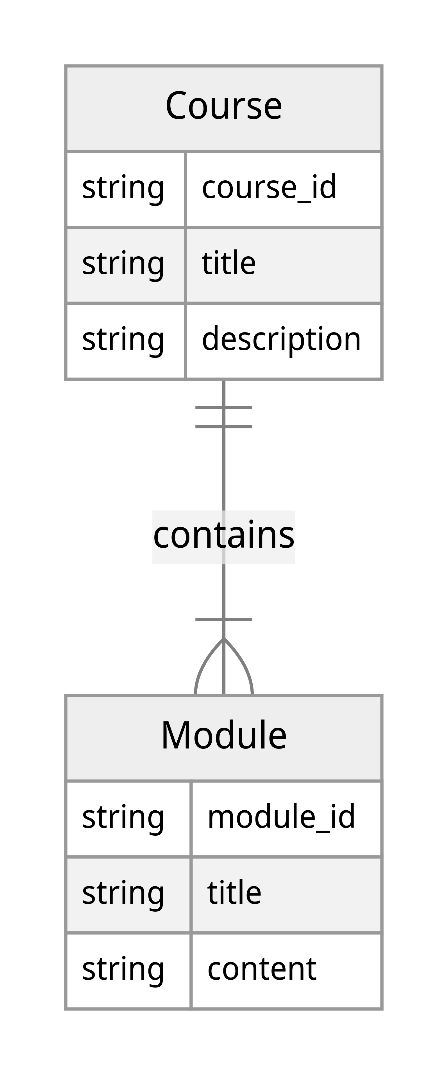 Course
string course_id
string title
string description
contains
Module
string module_id
string title
string content